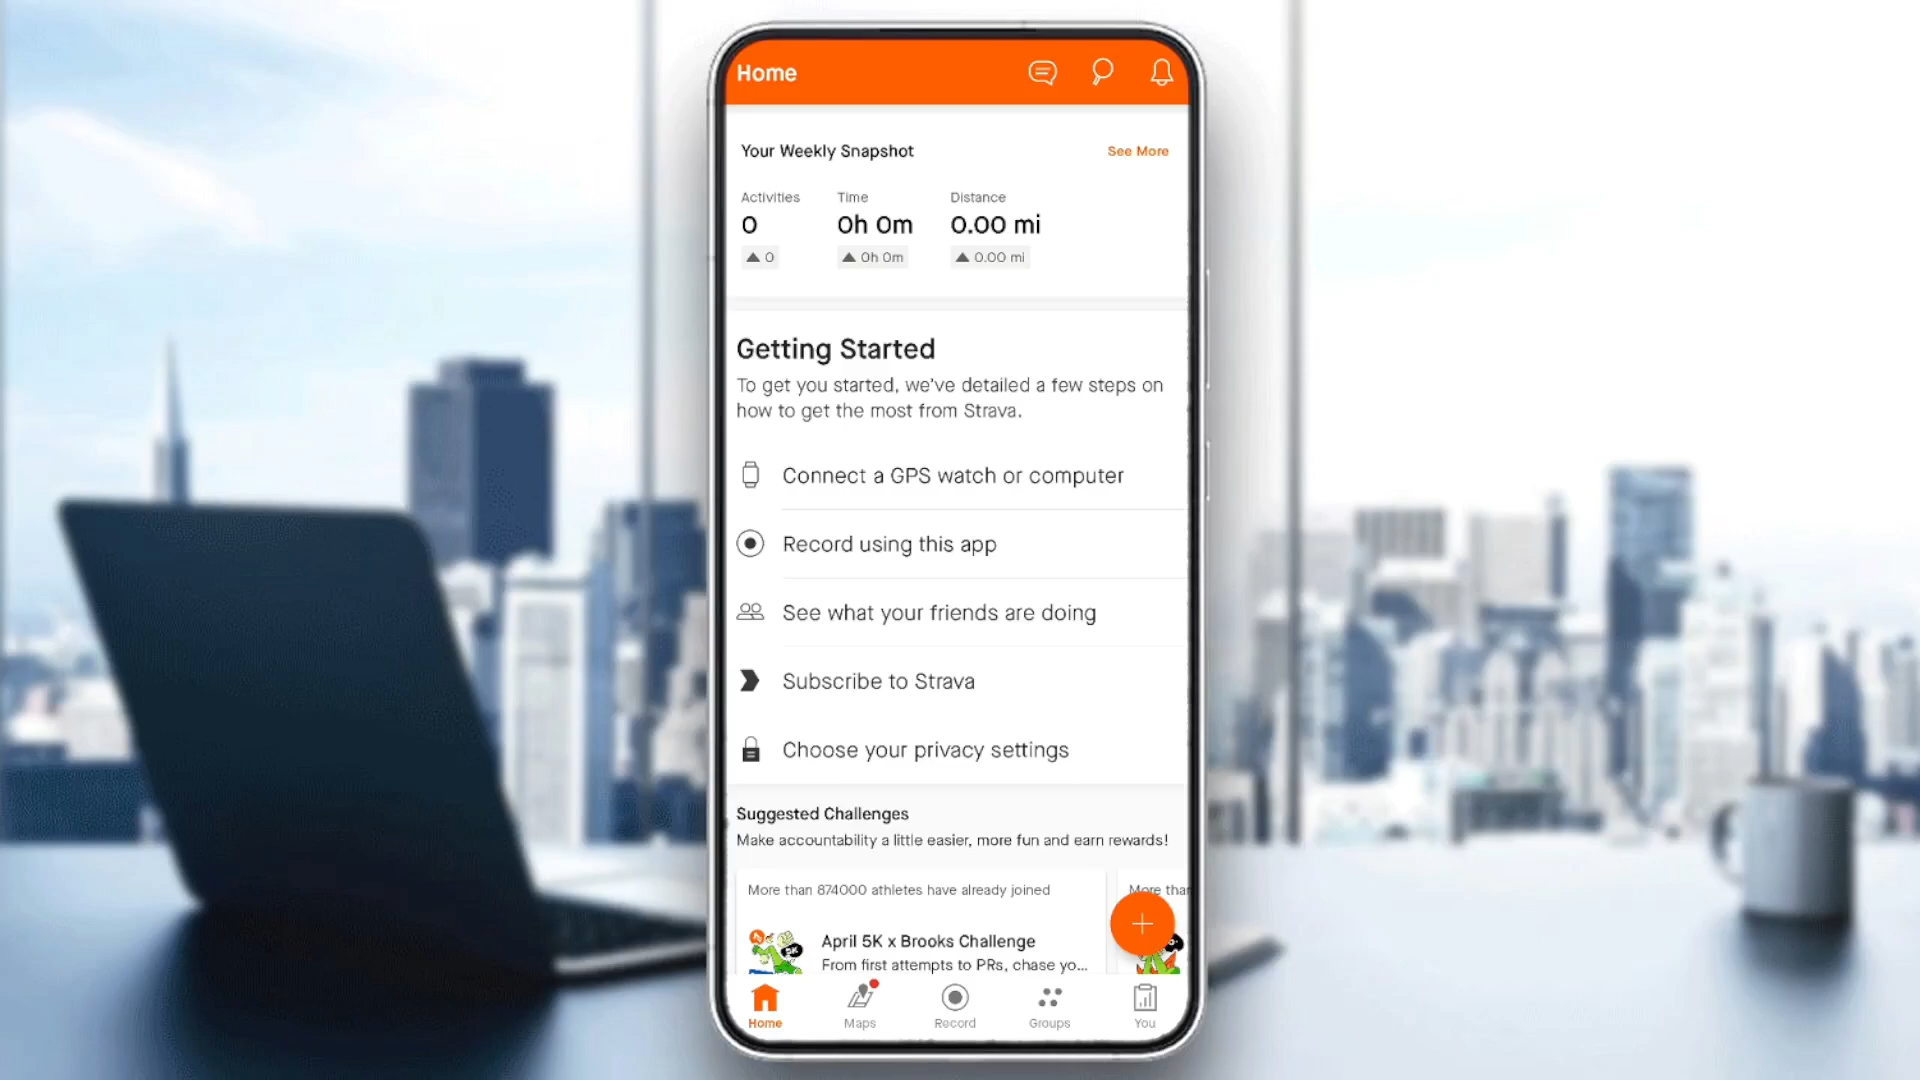 Home
Your Weekly Snapshot
See More
Activities Time Distance
0 0h 0m 0.00 mi
0 0h 0m 0.00 mi
Getting Started
To get you started, we've detailed a few steps on
how to get the most from Strava.
Connect a GPS watch or computer
Record using this app
See what your friends are doing
Subscribe to Strava
Choose your privacy settings
Suggested Challenges
Make accountability a little easier, more fun and earn rewards!
More than 874000 athletes have already joined
More than
April 5K x Brooks Challenge
From first attempts to PRs, chase yo...
Home Maps Record Groups You